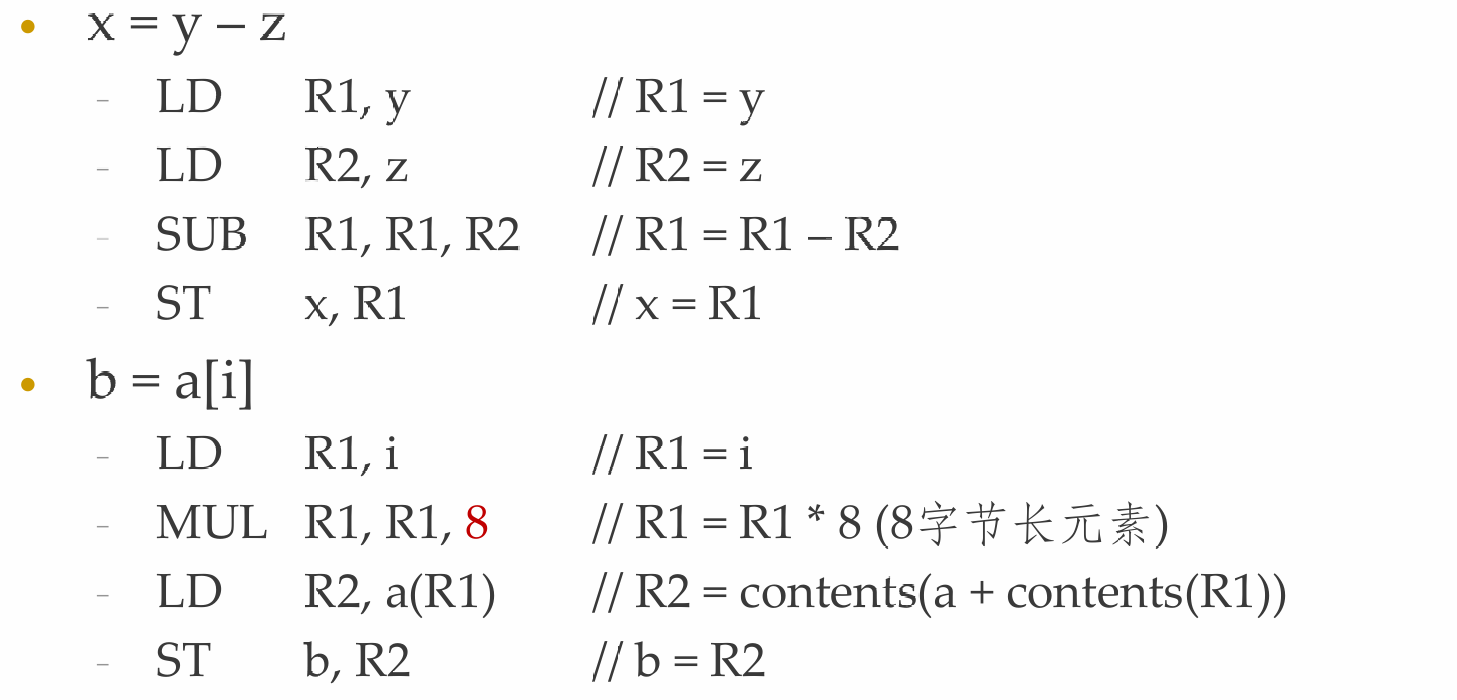 • x = y – z
– LD R1, y // R1 = y
– LD R2, z // R2 = z
– SUB R1, R1, R2 // R1 = R1 – R2
– ST x, R1 // x = R1
• b = a[i]
– LD R1, i // R1 = i
– MUL R1, R1, 8 // R1 = R1 * 8 (8字节长元素)
– LD R2, a(R1) // R2 = contents(a + contents(R1))
– ST b, R2 // b = R2